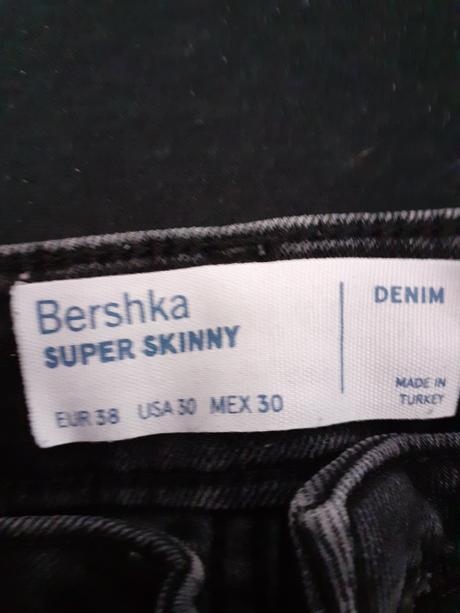 Bershka
SUPER SKINNY
EUR 38 USA 30 MEX 30
DENIM
MADE IN
TURKEY